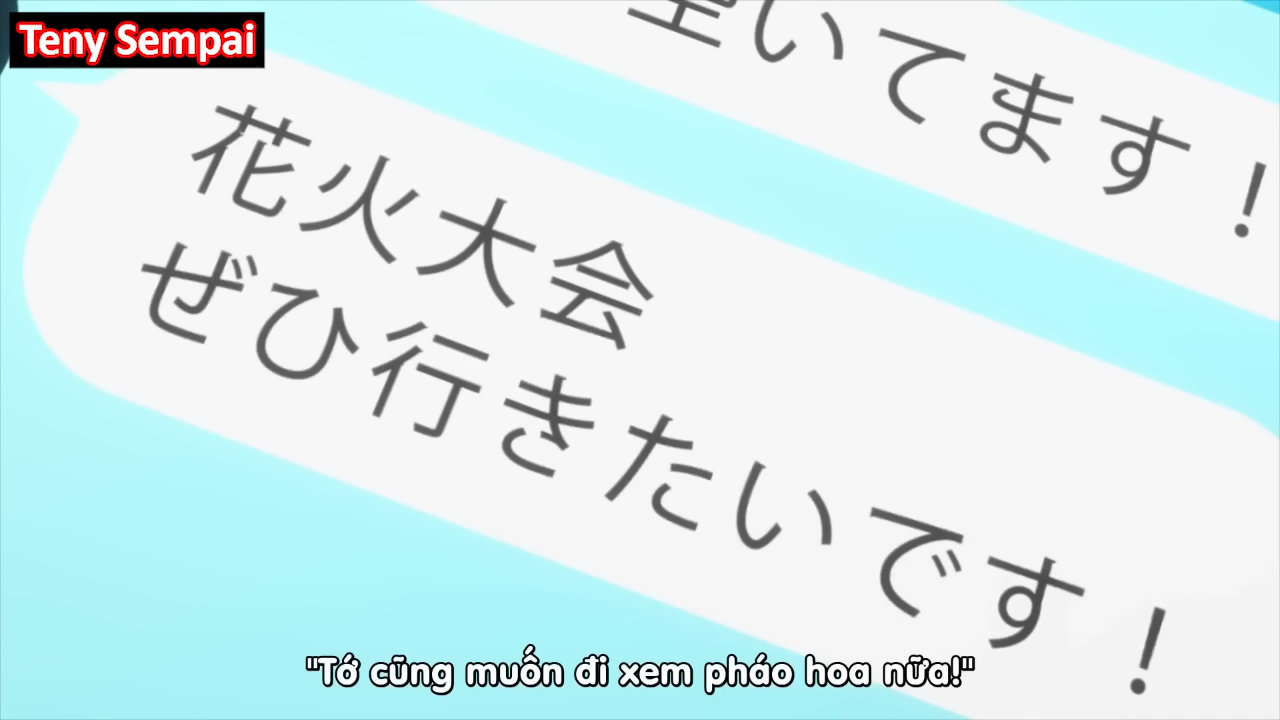 Teny Sempai
空いてます！
花火大会
ぜひ行きたいです！
"Tớ cũng muốn đi xem pháo hoa nữa!"